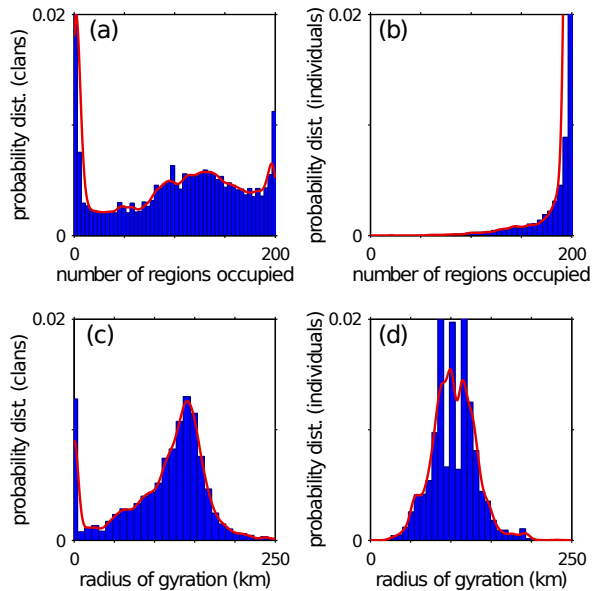 0.02
(a)
probability dist. (clans)
0
0
200
number of regions occupied
0.02
(b)
probability dist. (individuals)
0
0
200
number of regions occupied
0.02
(c)
probability dist. (clans)
0
0
250
radius of gyration (km)
0.02
(d)
probability dist. (individuals)
0
0
250
radius of gyration (km)